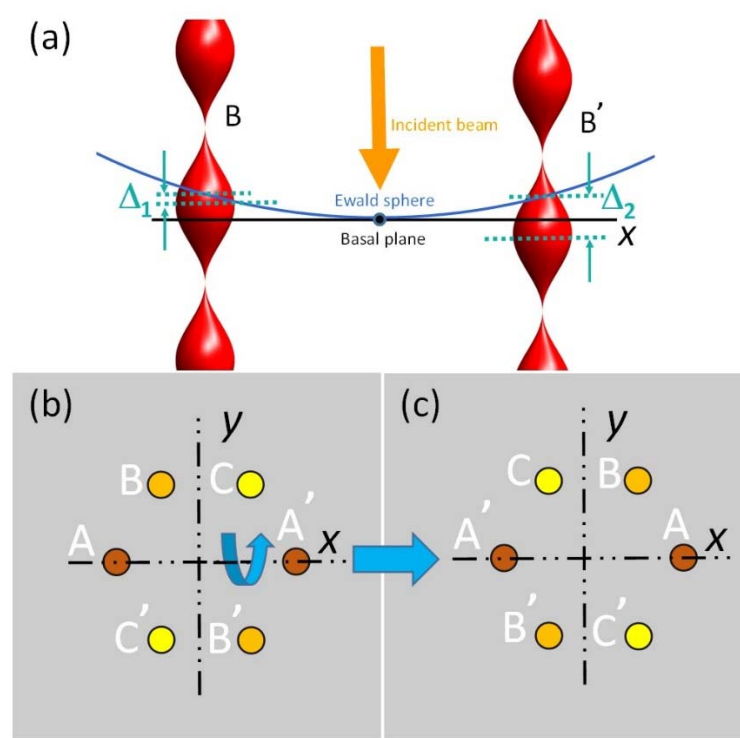 (a)
B
Incident beam
B′
Δ1
Ewald sphere
Δ2
Basal plane
x
(b)
y
B C
A
A′
x
C′ B′
(c)
y
C B
A′
A
x
B′ C′